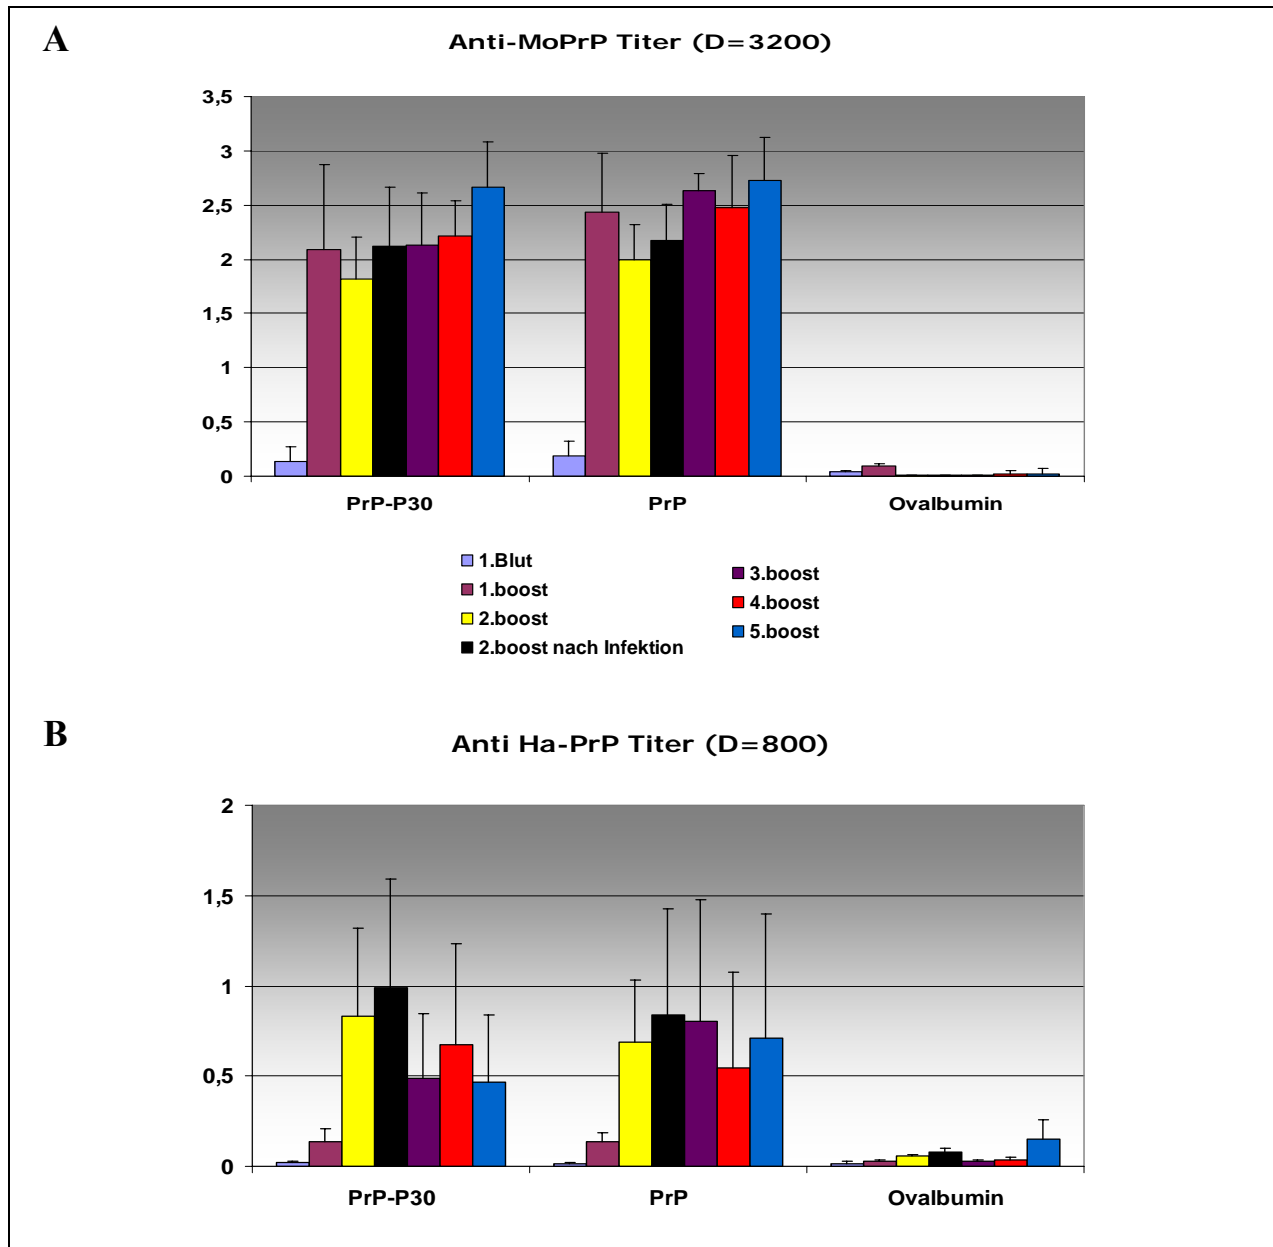 A
Anti-MoPrP Titer (D=3200)
3,5
3
2,5
2
1,5
1
0,5
0
PrP-P30 PrP Ovalbumin
1.Blut
1.boost
2.boost
2.boost nach Infektion
3.boost
4.boost
5.boost
B
Anti Ha-PrP Titer (D=800)
2
1,5
1
0,5
0
PrP-P30 PrP Ovalbumin